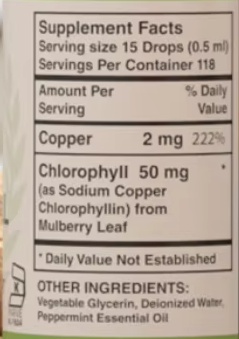 Supplement Facts
Serving size 15 Drops (0.5 ml)
Servings Per Container 118
Amount Per % Daily
Serving Value
Copper 2 mg 222%
Chlorophyll 50 mg *
(as Sodium Copper
Chlorophyllin) from
Mulberry Leaf
* Daily Value Not Established
OTHER INGREDIENTS:
Vegetable Glycerin, Deionized Water,
Peppermint Essential Oil